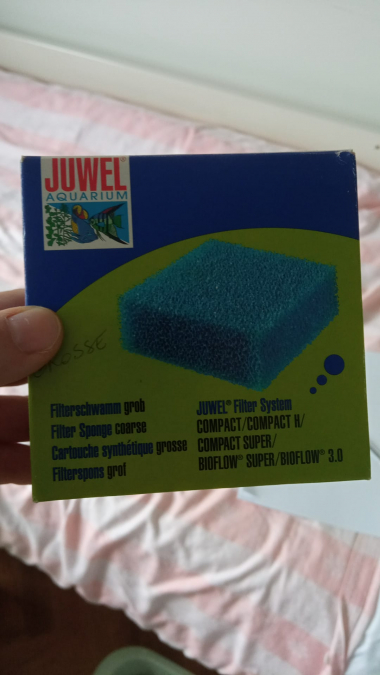 JUWEL®
AQUARIUM
ROSSE
Filterschwamm grob
Filter Sponge coarse
Cartouche synthétique grosse
Filterspons grof
JUWEL® Filter System
COMPACT/COMPACT H/
COMPACT SUPER/
BIOFLOW® SUPER/BIOFLOW® 3.0